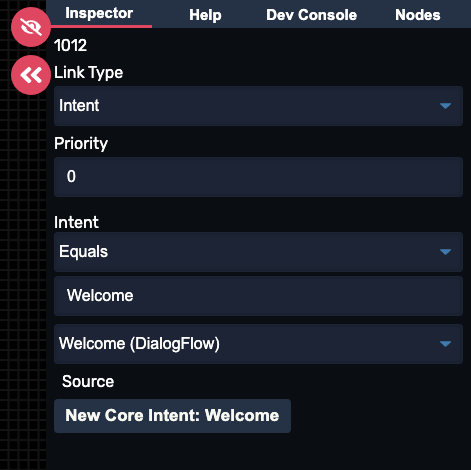 Inspector Help Dev Console Nodes
1012
Link Type
Intent
Priority
0
Intent
Equals
Welcome
Welcome (DialogFlow)
Source
New Core Intent: Welcome